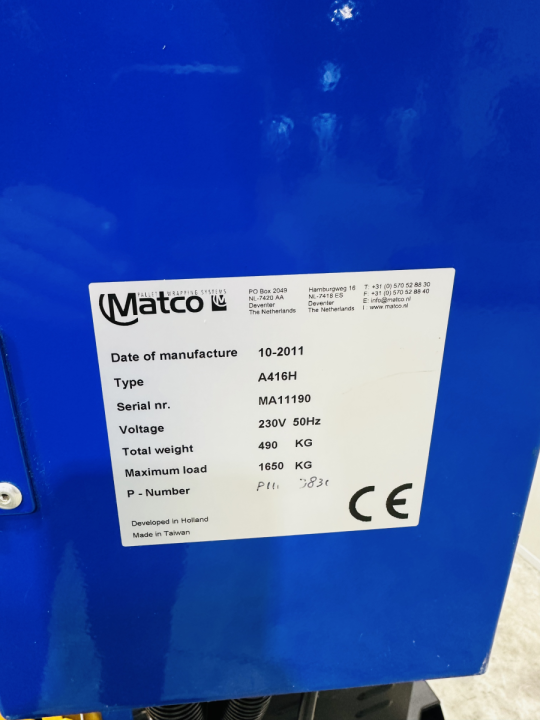 PALLET WRAPPING SYSTEMS
Matco
PO Box 2049
NL-7420 AA
Deventer
The Netherlands
Hamburgweg 16
NL-7418 ES
Deventer
The Netherlands
T: +31 (0) 570 52 88 30
F: +31 (0) 570 52 88 40
E: info@matco.nl
I www.matco.nl
Date of manufacture 10-2011
Type A416H
Serial nr. MA11190
Voltage 230V 50Hz
Total weight 490 KG
Maximum load 1650 KG
P - Number
Developed in Holland
Made in Taiwan
CE